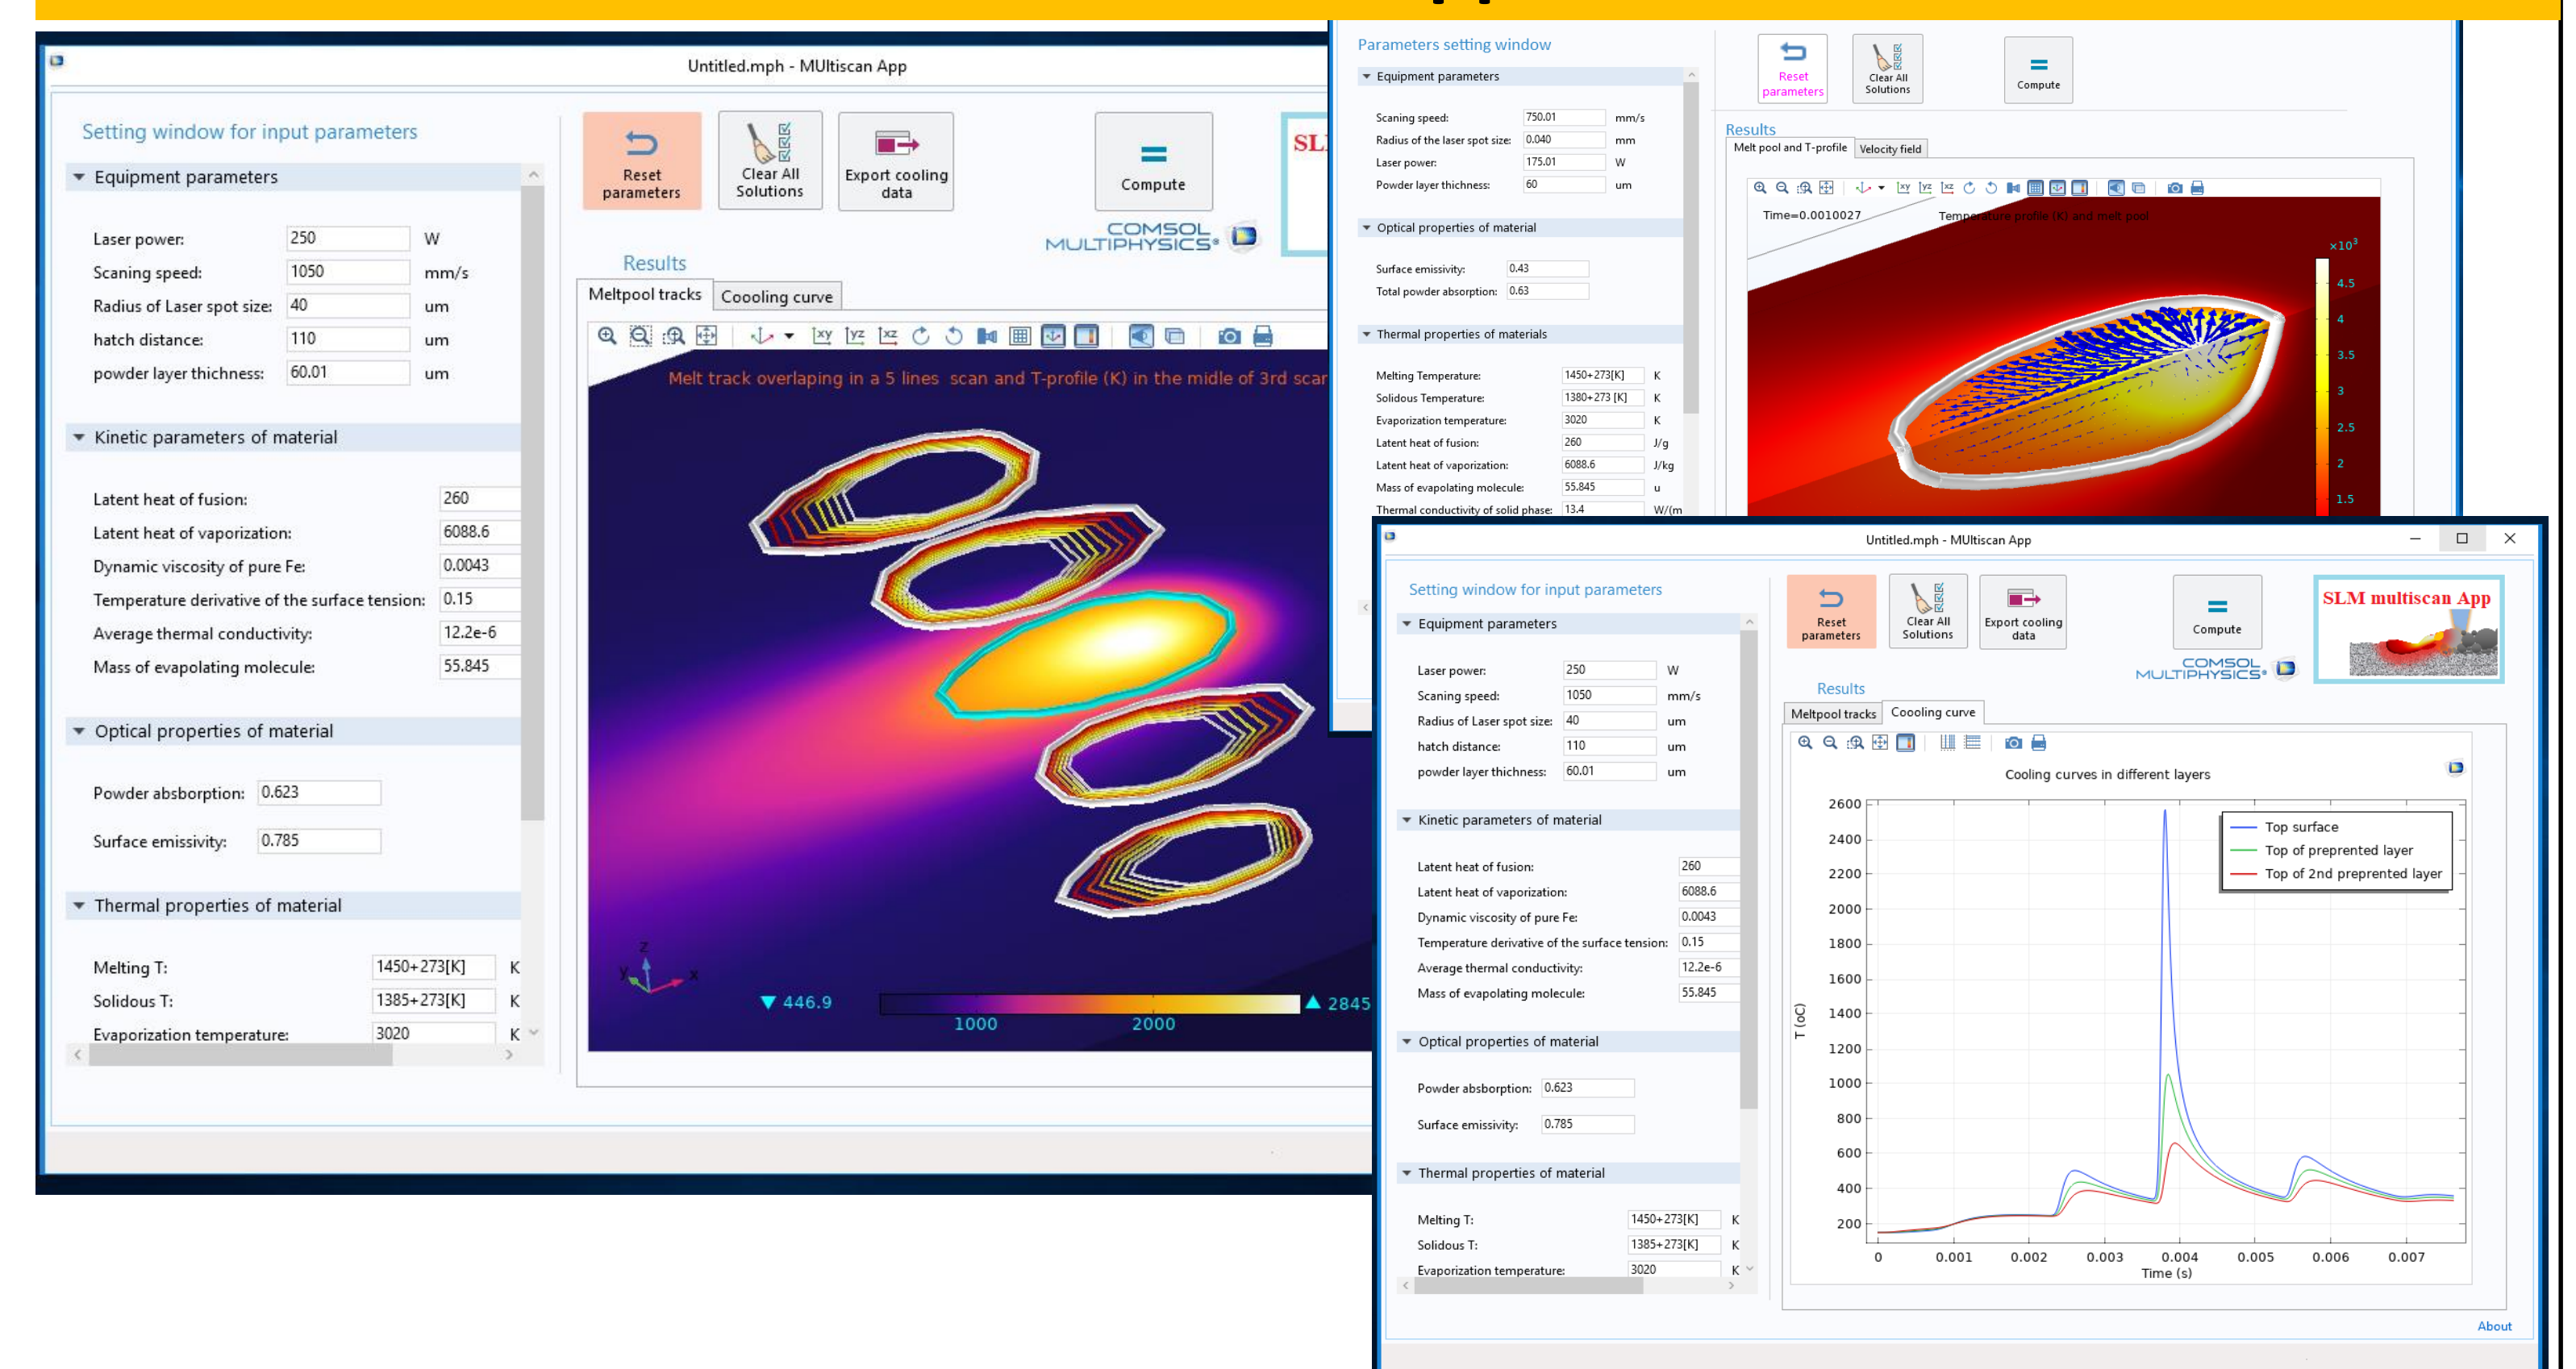 Untitled.mph - MUltiscan App
Setting window for input parameters
Equipment parameters
Laser power: 250 W
Scaning speed: 1050 mm/s
Radius of Laser spot size: 40 um
hatch distance: 110 um
powder layer thichness: 60.01 um
Kinetic parameters of material
Latent heat of fusion: 260
Latent heat of vaporization: 6088.6
Dynamic viscosity of pure Fe: 0.0043
Temperature derivative of the surface tension: 0.15
Average thermal conductivity: 12.2e-6
Mass of evapolating molecule: 55.845
Optical properties of material
Powder absborption: 0.623
Surface emissivity: 0.785
Thermal properties of material
Melting T: 1450+273[K] K
Solidous T: 1385+273[K] K
Evaporization temperature: 3020 K
Reset parameters
Clear All Solutions
Export cooling data
Compute
COMSOL
MULTIPHYSICS®
SL
Results
Meltpool tracks Coooling curve
xy yz xz
Melt track overlaping in a 5 lines scan and T-profile (K) in the midle of 3rd scar
z
y x
446.9
1000 2000
2845
Parameters setting window
Equipment parameters
Scaning speed: 750.01 mm/s
Radius of the laser spot size: 0.040 mm
Laser power: 175.01 W
Powder layer thichness: 60 um
Optical properties of material
Surface emissivity: 0.43
Total powder absorption: 0.63
Thermal properties of materials
Melting Temperature: 1450+273[K] K
Solidous Temperature: 1380+273 [K] K
Evaporization temperature: 3020 K
Latent heat of fusion: 260 J/g
Latent heat of vaporization: 6088.6 J/kg
Mass of evapolating molecule: 55.845 u
Thermal conductivity of solid phase: 13.4 W/(m
Reset parameters
Clear All Solutions
Compute
Results
Melt pool and T-profile Velocity field
xy yz xz
Time=0.0010027 Temperature profile (K) and melt pool
×10³
4.5
4
3.5
3
2.5
2
1.5
Untitled.mph - MUltiscan App
Setting window for input parameters
Equipment parameters
Laser power: 250 W
Scaning speed: 1050 mm/s
Radius of Laser spot size: 40 um
hatch distance: 110 um
powder layer thichness: 60.01 um
Kinetic parameters of material
Latent heat of fusion: 260
Latent heat of vaporization: 6088.6
Dynamic viscosity of pure Fe: 0.0043
Temperature derivative of the surface tension: 0.15
Average thermal conductivity: 12.2e-6
Mass of evapolating molecule: 55.845
Optical properties of material
Powder absborption: 0.623
Surface emissivity: 0.785
Thermal properties of material
Melting T: 1450+273[K] K
Solidous T: 1385+273[K] K
Evaporization temperature: 3020 K
Reset parameters
Clear All Solutions
Export cooling data
Compute
COMSOL
MULTIPHYSICS®
SLM multiscan App
Results
Meltpool tracks Coooling curve
Cooling curves in different layers
Top surface
Top of preprented layer
Top of 2nd preprented layer
T (oC)
2600
2400
2200
2000
1800
1600
1400
1200
1000
800
600
400
200
0 0.001 0.002 0.003 0.004 0.005 0.006 0.007
Time (s)
About